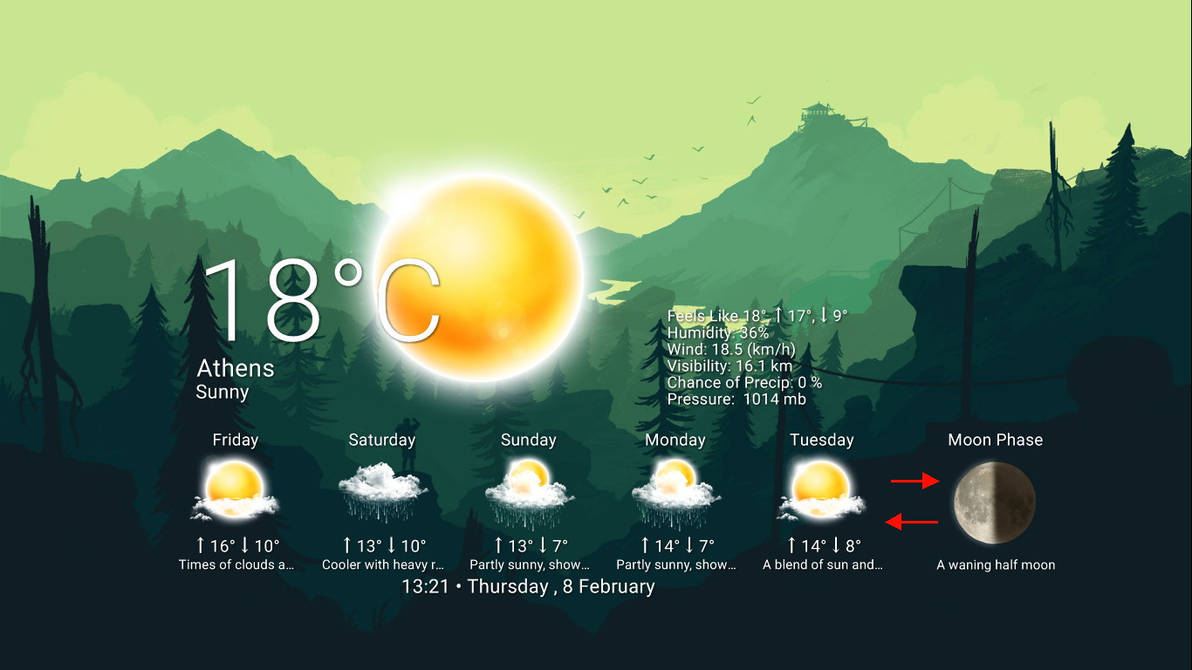 18°C
Athens
Sunny
Feels Like 18°, ↑ 17°, ↓ 9°
Humidity: 36%
Wind: 18.5 (km/h)
Visibility: 16.1 km
Chance of Precip: 0 %
Pressure: 1014 mb
Friday Saturday Sunday Monday Tuesday Moon Phase
↑ 16° ↓ 10° ↑ 13° ↓ 10° ↑ 13° ↓ 7° ↑ 14° ↓ 7° ↑ 14° ↓ 8°
Times of clouds a... Cooler with heavy r... Partly sunny, show... Partly sunny, show... A blend of sun and... A waning half moon
13:21 • Thursday , 8 February